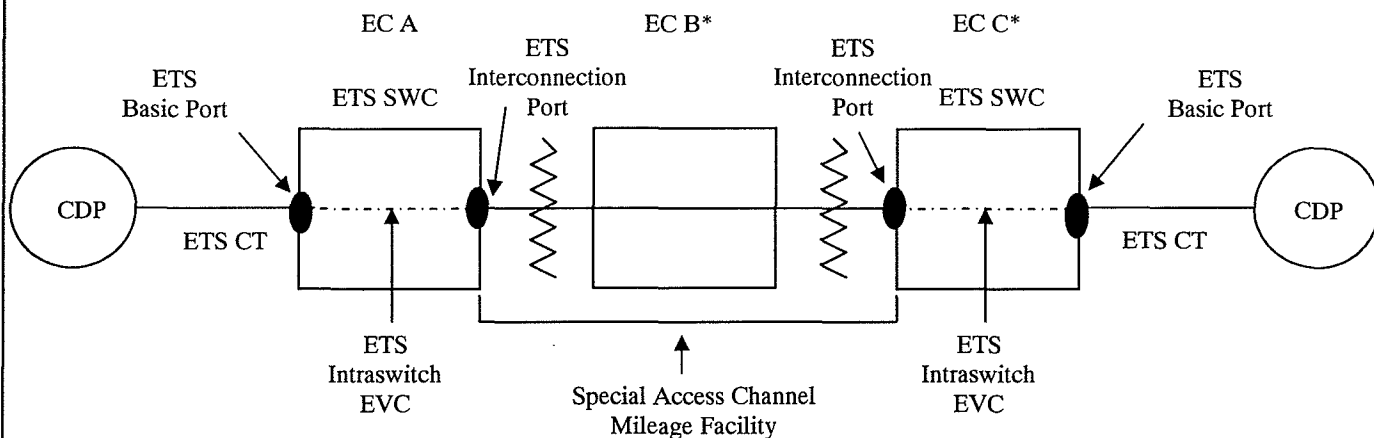 EC A
EC B*
EC C*
ETS
Basic Port
ETS SWC
ETS
Interconnection
Port
ETS
Interconnection
Port
ETS SWC
ETS
Basic Port
CDP
ETS CT
ETS CT
CDP
ETS
Intraswitch
EVC
Special Access Channel
Mileage Facility
ETS
Intraswitch
EVC